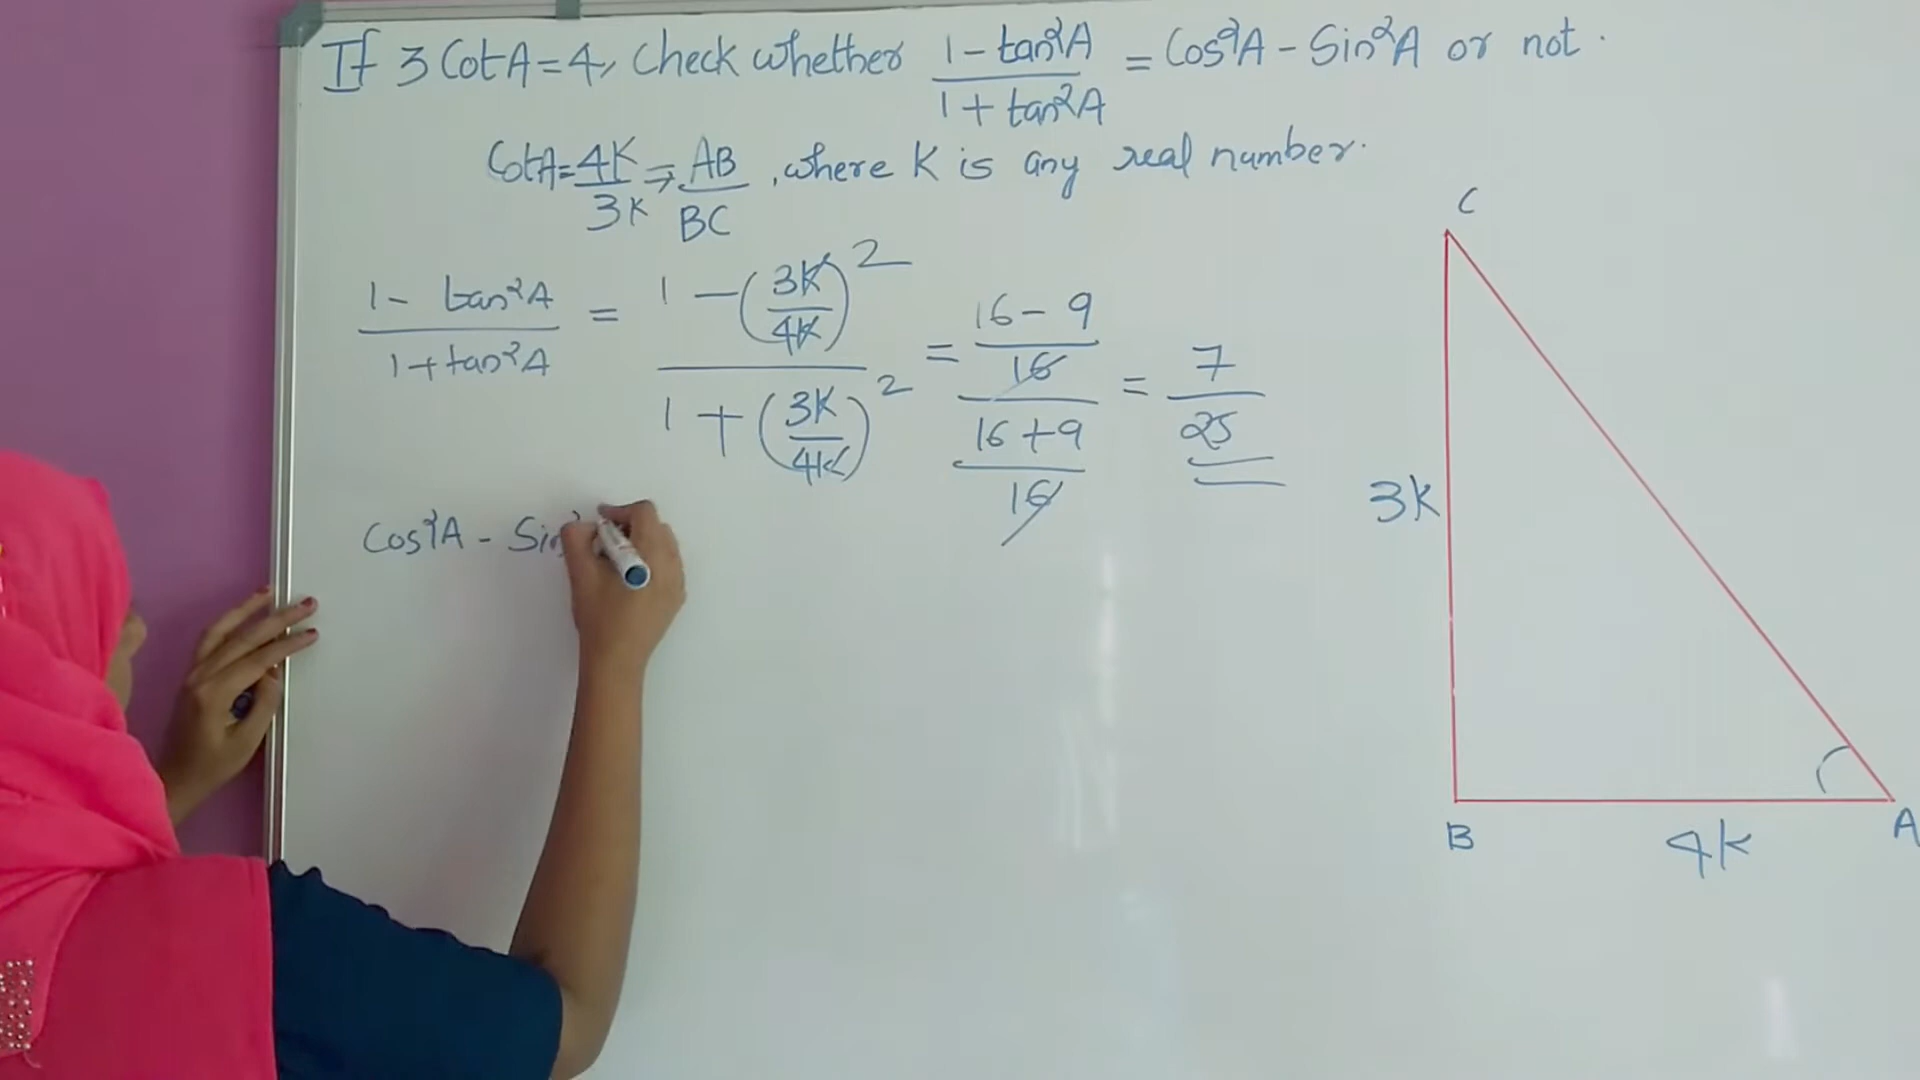 If 3 Cot A = 4, Check whether (1 - tan²A)/(1 + tan²A) = Cos²A - Sin²A or not.
CotA = 4K/3K ⇒ AB/BC, where K is any real number.
(1 - tan²A)/(1 + tan²A) = (1 - (3K/4K)²)/(1 + (3K/4K)²) = ((16 - 9)/16)/((16 + 9)/16) = 7/25
Cos²A - Sin²
C
3K
B
4K
A